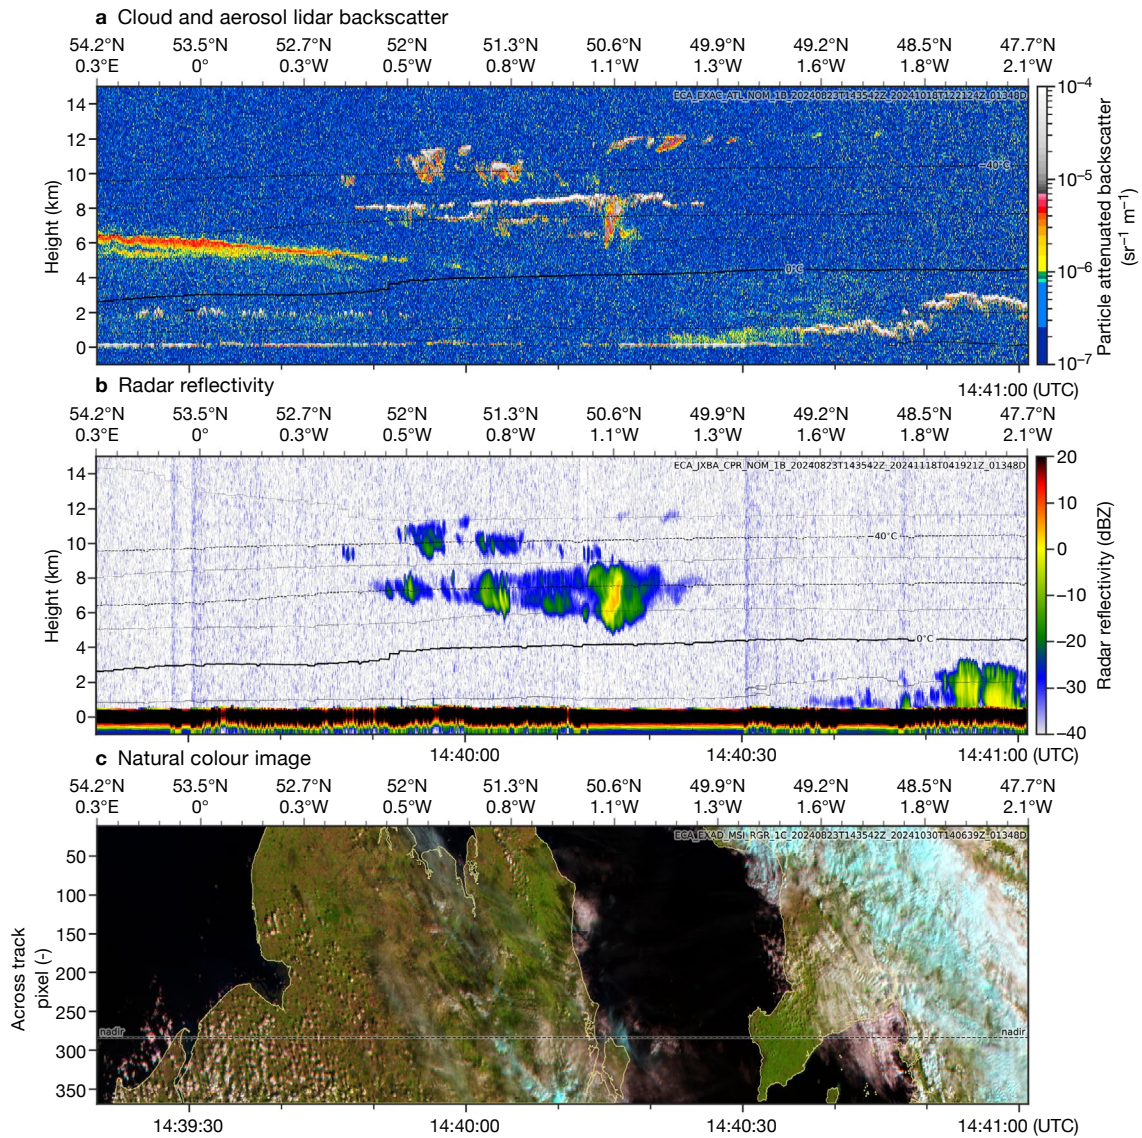 a Cloud and aerosol lidar backscatter
54.2°N 53.5°N 52.7°N 52°N 51.3°N 50.6°N 49.9°N 49.2°N 48.5°N 47.7°N
0.3°E 0° 0.3°W 0.5°W 0.8°W 1.1°W 1.3°W 1.6°W 1.8°W 2.1°W
ECA_EXAC_ATL_NOM_1B_20240823T143542Z_20241018T122124Z_01348D
14
12
10
8
6
4
2
0
Height (km)
−40°C
0°C
10−4
10−5
10−6
10−7
Particle attenuated backscatter
(sr−1 m−1)
14:41:00 (UTC)
b Radar reflectivity
54.2°N 53.5°N 52.7°N 52°N 51.3°N 50.6°N 49.9°N 49.2°N 48.5°N 47.7°N
0.3°E 0° 0.3°W 0.5°W 0.8°W 1.1°W 1.3°W 1.6°W 1.8°W 2.1°W
ECA_JXBA_CPR_NOM_1B_20240823T143542Z_20241118T041921Z_01348D
14
12
10
8
6
4
2
0
Height (km)
−40°C
0°C
20
10
0
−10
−20
−30
−40
Radar reflectivity (dBZ)
14:40:00 14:40:30 14:41:00 (UTC)
c Natural colour image
54.2°N 53.5°N 52.7°N 52°N 51.3°N 50.6°N 49.9°N 49.2°N 48.5°N 47.7°N
0.3°E 0° 0.3°W 0.5°W 0.8°W 1.1°W 1.3°W 1.6°W 1.8°W 2.1°W
ECA_EXAD_MSI_RGR_1C_20240823T143542Z_20241030T140639Z_01348D
50
100
150
200
250
300
350
Across track
pixel (-)
nadir nadir
14:39:30 14:40:00 14:40:30 14:41:00 (UTC)